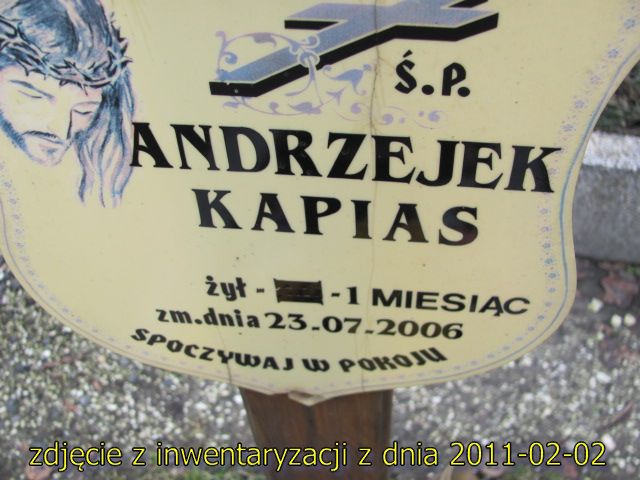 Ś.P.
ANDRZEJEK
KAPIAS
żył - - 1 MIESIĄC
zm.dnia 23.07.2006
SPOCZYWAJ W POKOJU
zdjęcie z inwentaryzacji z dnia 2011-02-02